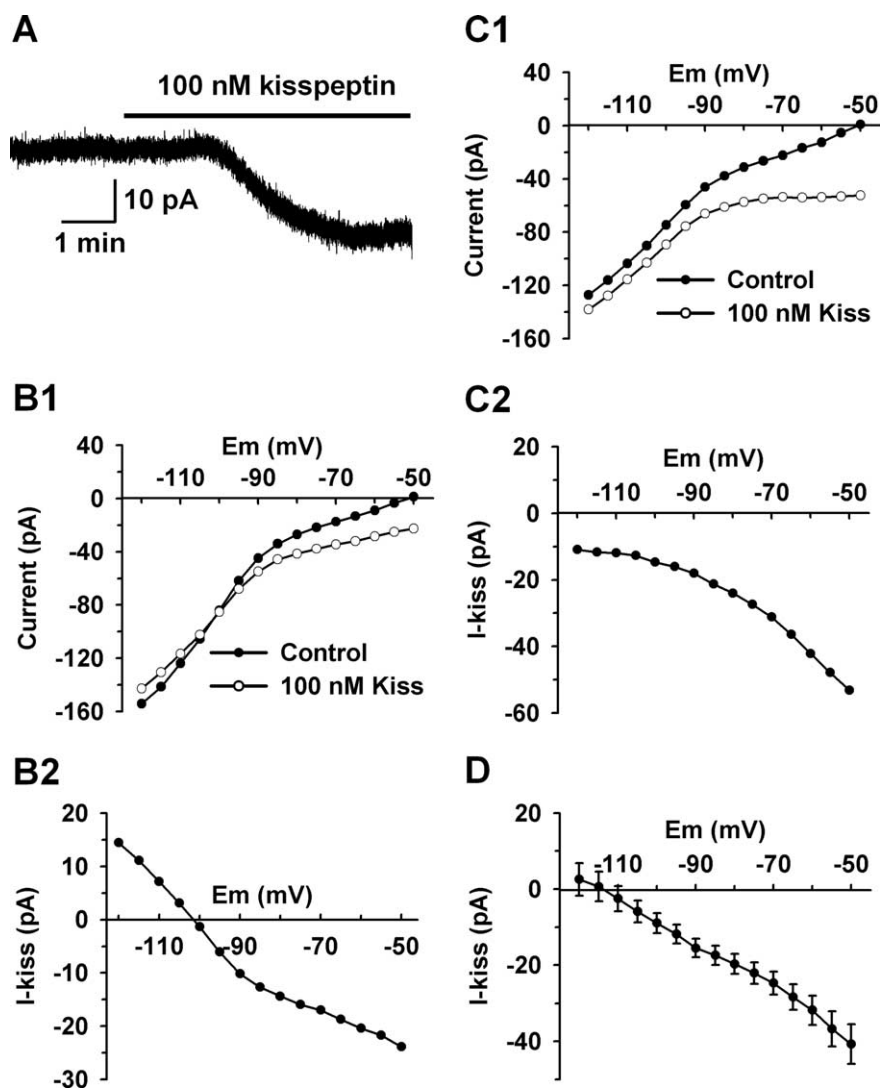 A
100 nM kisspeptin
10 pA
1 min
C1
Em (mV)
-110 -90 -70 -50
40
0
-40
-80
-120
-160
Current (pA)
Control
100 nM Kiss
B1
Em (mV)
-110 -90 -70 -50
40
0
-40
-80
-120
-160
Current (pA)
Control
100 nM Kiss
C2
Em (mV)
-110 -90 -70 -50
20
0
-20
-40
-60
I-kiss (pA)
B2
Em (mV)
-110 -90 -70 -50
20
10
0
-10
-20
-30
I-kiss (pA)
D
Em (mV)
-110 -90 -70 -50
20
0
-20
-40
I-kiss (pA)